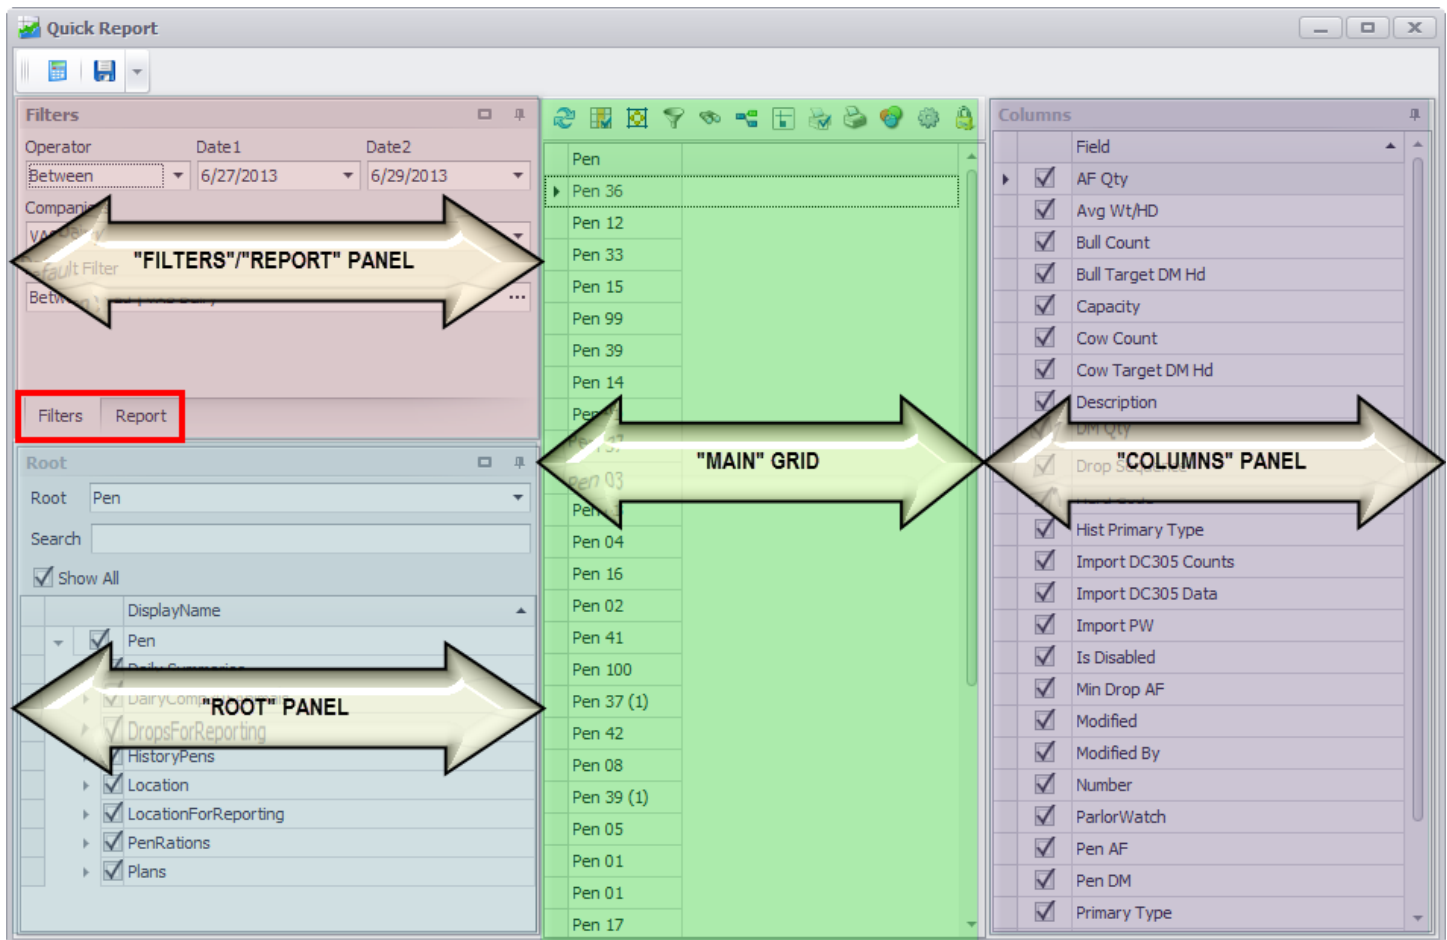 Quick Report
Filters
Operator Date1 Date2
Between 6/27/2013 6/29/2013
"FILTERS"/"REPORT" PANEL
Filter
Filters Report
Root
Root Pen
Search
Show All
DisplayName
Pen
"ROOT" PANEL
DropsForReporting
HistoryPens
Location
LocationForReporting
PenRations
Plans
Pen
Pen 36
Pen 12
Pen 33
Pen 15
Pen 99
Pen 39
Pen 14
"MAIN" GRID
Pen 03
Pen 04
Pen 16
Pen 02
Pen 41
Pen 100
Pen 37 (1)
Pen 42
Pen 08
Pen 39 (1)
Pen 05
Pen 01
Pen 01
Pen 17
Columns
Field
AF Qty
Avg Wt/HD
Bull Count
Bull Target DM Hd
Capacity
Cow Count
Cow Target DM Hd
Description
DM Qty
"COLUMNS" PANEL
Hist Primary Type
Import DC305 Counts
Import DC305 Data
Import PW
Is Disabled
Min Drop AF
Modified
Modified By
Number
ParlorWatch
Pen AF
Pen DM
Primary Type